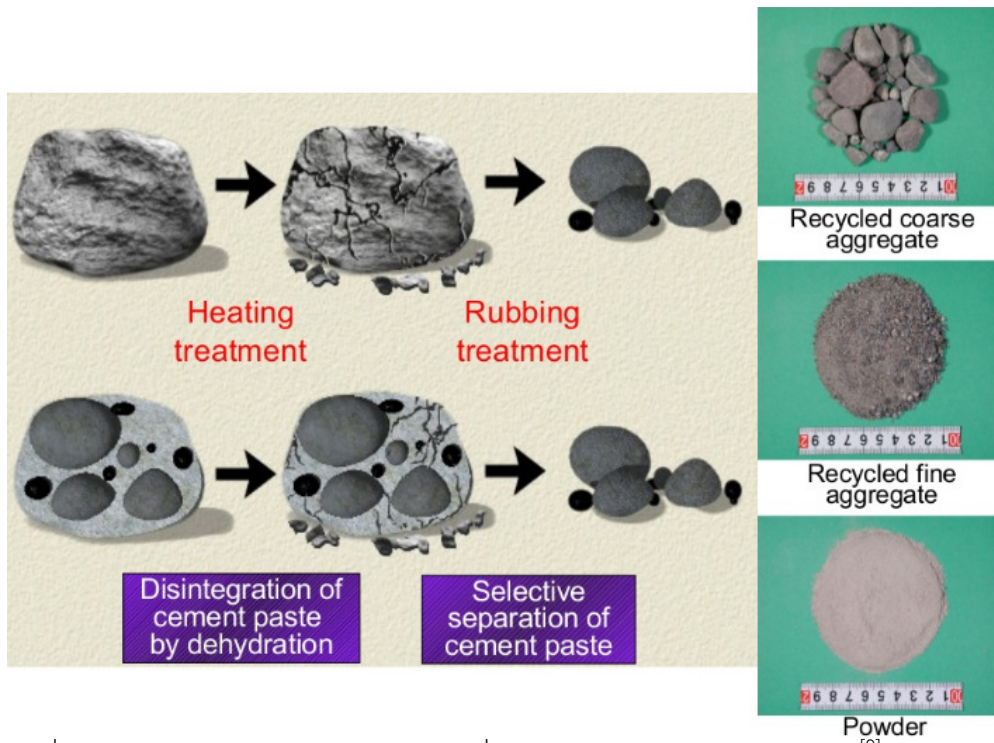 Heating
treatment
Rubbing
treatment
Disintegration of
cement paste
by dehydration
Selective
separation of
cement paste
Recycled coarse
aggregate
Recycled fine
aggregate
Powder